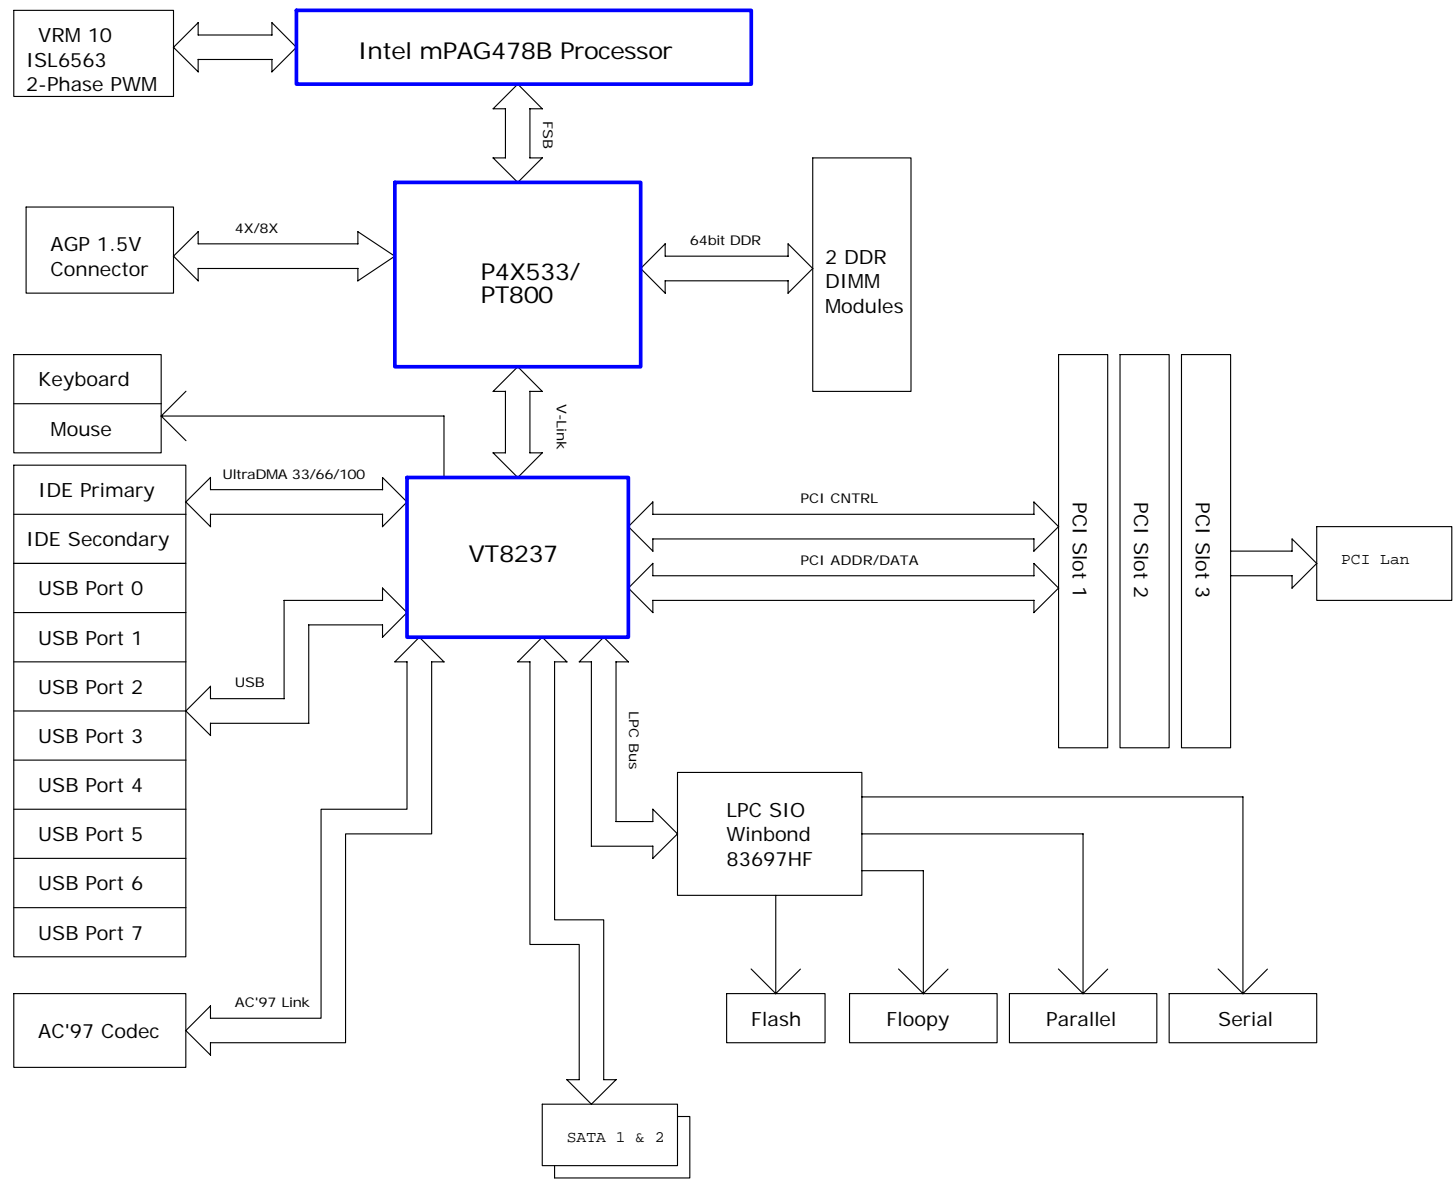 VRM 10
ISL6563
2-Phase PWM
Intel mPAG478B Processor
FSB
AGP 1.5V
Connector
4X/8X
P4X533/
PT800
64bit DDR
2 DDR
DIMM
Modules
Keyboard
Mouse
V-Link
IDE Primary
UltraDMA 33/66/100
IDE Secondary
USB Port 0
USB Port 1
USB Port 2
USB Port 3
USB Port 4
USB Port 5
USB Port 6
USB Port 7
USB
VT8237
PCI CNTRL
PCI ADDR/DATA
PCI Slot 1
PCI Slot 2
PCI Slot 3
PCI Lan
LPC Bus
LPC SIO
Winbond
83697HF
AC'97 Link
AC'97 Codec
Flash
Floopy
Parallel
Serial
SATA 1 & 2